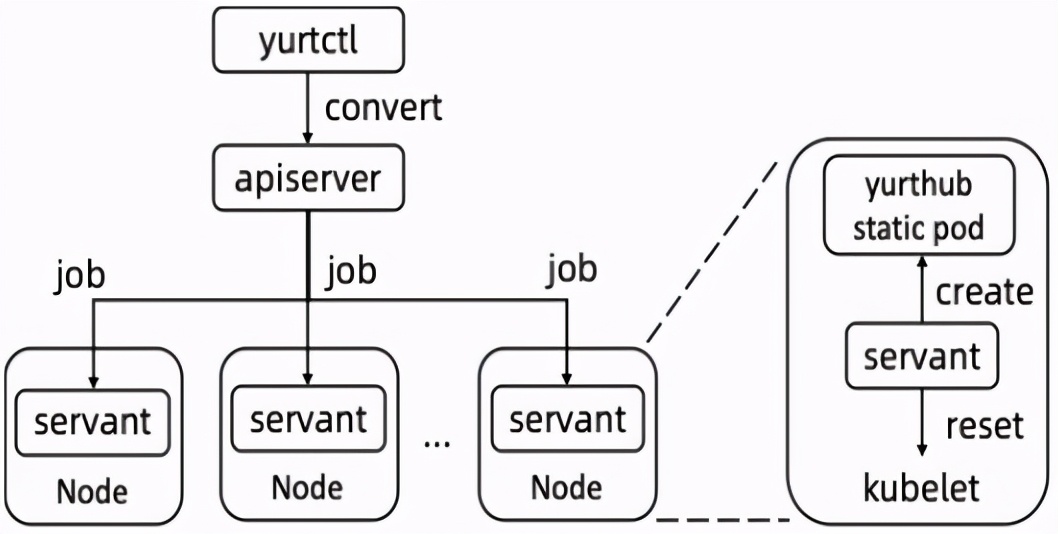 yurtctl
convert
apiserver
job
job
job
servant
Node
servant
Node
...
servant
Node
yurthub
static pod
create
servant
reset
kubelet